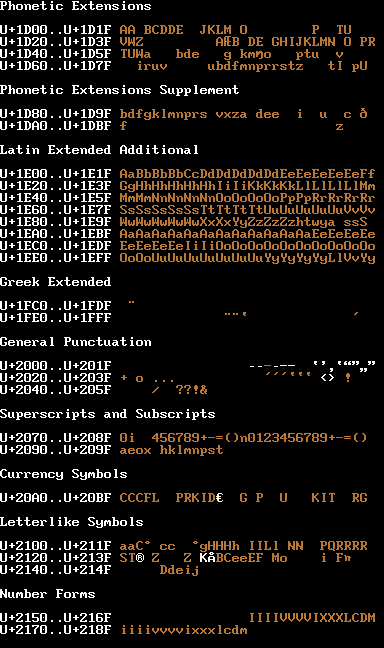 Phonetic Extensions
U+1D00..U+1D1F AA BCDDE  JKLM O       P  TU
U+1D20..U+1D3F VWZ         AÆB DE GHIJKLMN O PR
U+1D40..U+1D5F TUWa   bde   g kmŋo   ptu  v
U+1D60..U+1D7F   iruv     ubdfmnprrstz   tI pU
Phonetic Extensions Supplement
U+1D80..U+1D9F bdfgklmnprs vxza dee  i  u  c ð
U+1DA0..U+1DBF f                          z
Latin Extended Additional
U+1E00..U+1E1F AaBbBbBbCcDdDdDdDdDdEeEeEeEeEeFf
U+1E20..U+1E3F GgHhHhHhHhHhIiIiKkKkKkLlLlLlLlMm
U+1E40..U+1E5F MmMmNnNnNnNnOoOoOoOoPpPpRrRrRrRr
U+1E60..U+1E7F SsSsSsSsSsTtTtTtTtUuUuUuUuUuVvVv
U+1E80..U+1E9F WwWwWwWwWwXxXxYyZzZzZzhtwya ssS
U+1EA0..U+1EBF AaAaAaAaAaAaAaAaAaAaAaAaEeEeEeEe
U+1EC0..U+1EDF EeEeEeEeIiIiOoOoOoOoOoOoOoOoOoOo
U+1EE0..U+1EFF OoOoUuUuUuUuUuUuUuYyYyYyYyLlVvYy
Greek Extended
U+1FC0..U+1FDF  ¨
U+1FE0..U+1FFF              ¨¨`              ´
General Punctuation
U+2000..U+201F                 ‐‑‒–—―  ‘’‚‛“”„‟
U+2020..U+203F + o ...           ′″‴‵‶‷ ‹› !
U+2040..U+205F     ⁄  ??!&
Superscripts and Subscripts
U+2070..U+208F 0i  456789+-=()n0123456789+-=()
U+2090..U+209F aeox hklmnpst
Currency Symbols
U+20A0..U+20BF CCCFL  PRKID€  G P  U   KIT  RG
Letterlike Symbols
U+2100..U+211F aaC° cc  °gHHHh IILl NN  PQRRRR
U+2120..U+213F ST® Z   Z KÅBCeeEF Mo    i Fπ
U+2140..U+214F      Ddeij
Number Forms
U+2150..U+216F                 IIIIVVVVIXXXLCDM
U+2170..U+218F iiiivvvvixxxlcdm